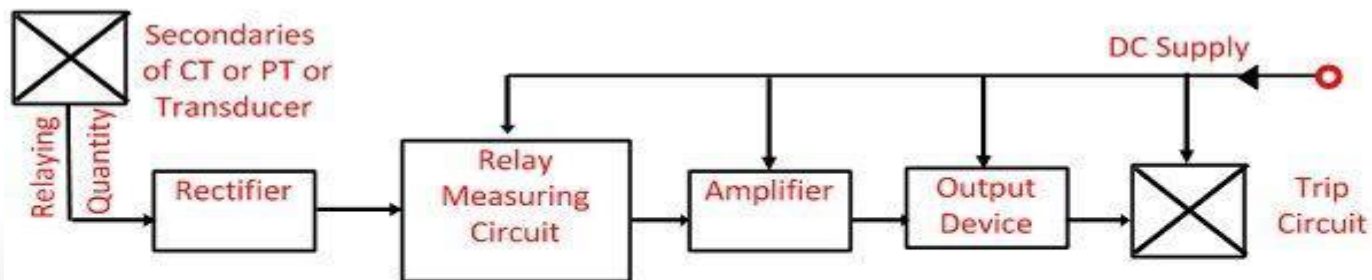 Secondaries
of CT or PT or
Transducer
DC Supply
Relaying
Quantity
Rectifier
Relay
Measuring
Circuit
Amplifier
Output
Device
Trip
Circuit